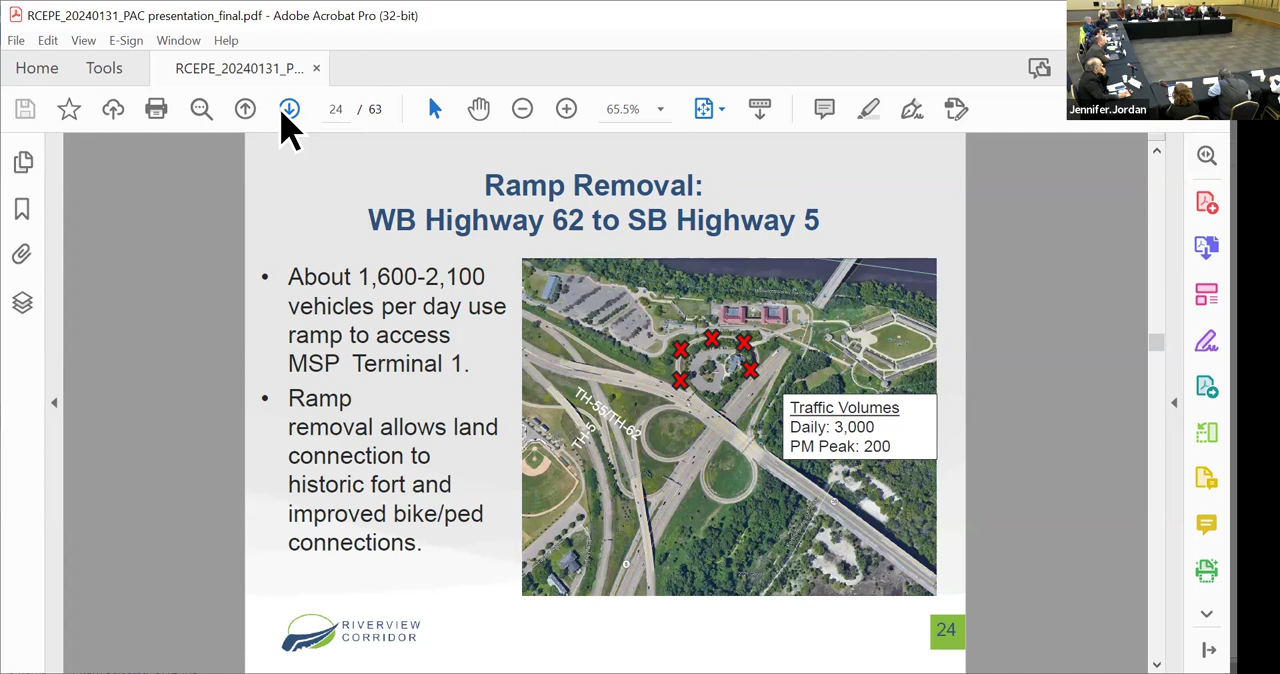 RCEPE_20240131_PAC presentation_final.pdf - Adobe Acrobat Pro (32-bit)
File Edit View E-Sign Window Help
Home Tools RCEPE_20240131_P... ×
24 / 63 65.5%
Jennifer.Jordan
Ramp Removal:
WB Highway 62 to SB Highway 5
• About 1,600-2,100
vehicles per day use
ramp to access
MSP Terminal 1.
• Ramp
removal allows land
connection to
historic fort and
improved bike/ped
connections.
TH-55/TH-62
TH-5
Traffic Volumes
Daily: 3,000
PM Peak: 200
RIVERVIEW
CORRIDOR
24